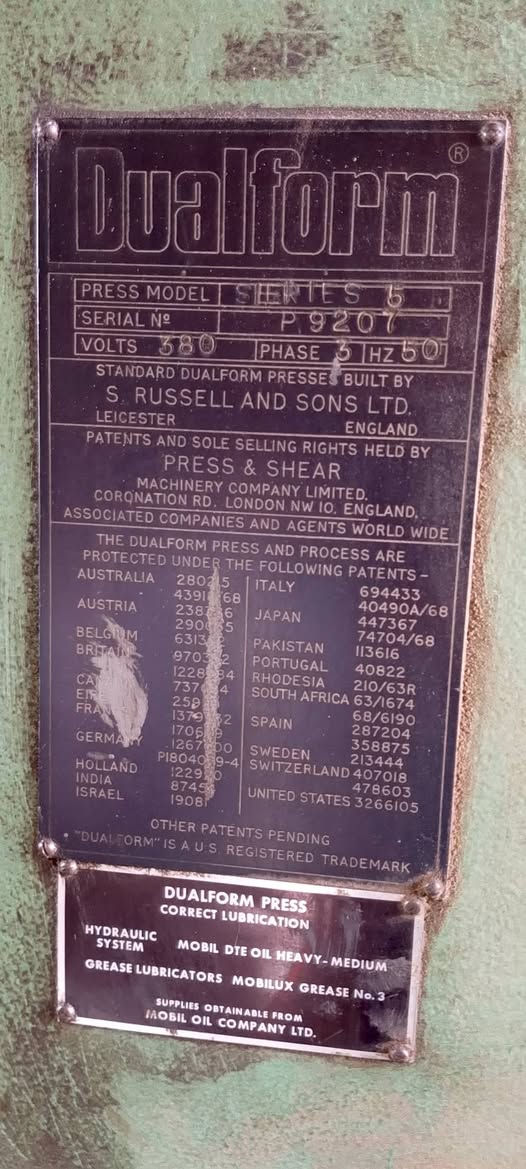 Dualform ®
PRESS MODEL SERIES 5
SERIAL Nº P 9207
VOLTS 380 PHASE 3 HZ 50
STANDARD DUALFORM PRESSES BUILT BY
S. RUSSELL AND SONS LTD.
LEICESTER ENGLAND
PATENTS AND SOLE SELLING RIGHTS HELD BY
PRESS & SHEAR
MACHINERY COMPANY LIMITED.
CORONATION RD. LONDON NW 10. ENGLAND.
ASSOCIATED COMPANIES AND AGENTS WORLD WIDE
THE DUALFORM PRESS AND PROCESS ARE
PROTECTED UNDER THE FOLLOWING PATENTS -
AUSTRALIA
AUSTRIA
BELGIUM
BRITAIN
GERMANY
HOLLAND
INDIA
ISRAEL
ITALY 694433
40490A/68
JAPAN 447367
74704/68
PAKISTAN 113616
PORTUGAL 40822
RHODESIA 210/63R
SOUTH AFRICA 63/1674
68/6190
SPAIN 287204
358875
SWEDEN 213444
SWITZERLAND 407018
478603
UNITED STATES 3266105
OTHER PATENTS PENDING
"DUALFORM" IS A U.S. REGISTERED TRADEMARK
DUALFORM PRESS
CORRECT LUBRICATION
HYDRAULIC SYSTEM MOBIL DTE OIL HEAVY-MEDIUM
GREASE LUBRICATORS MOBILUX GREASE No. 3
SUPPLIES OBTAINABLE FROM
MOBIL OIL COMPANY LTD.